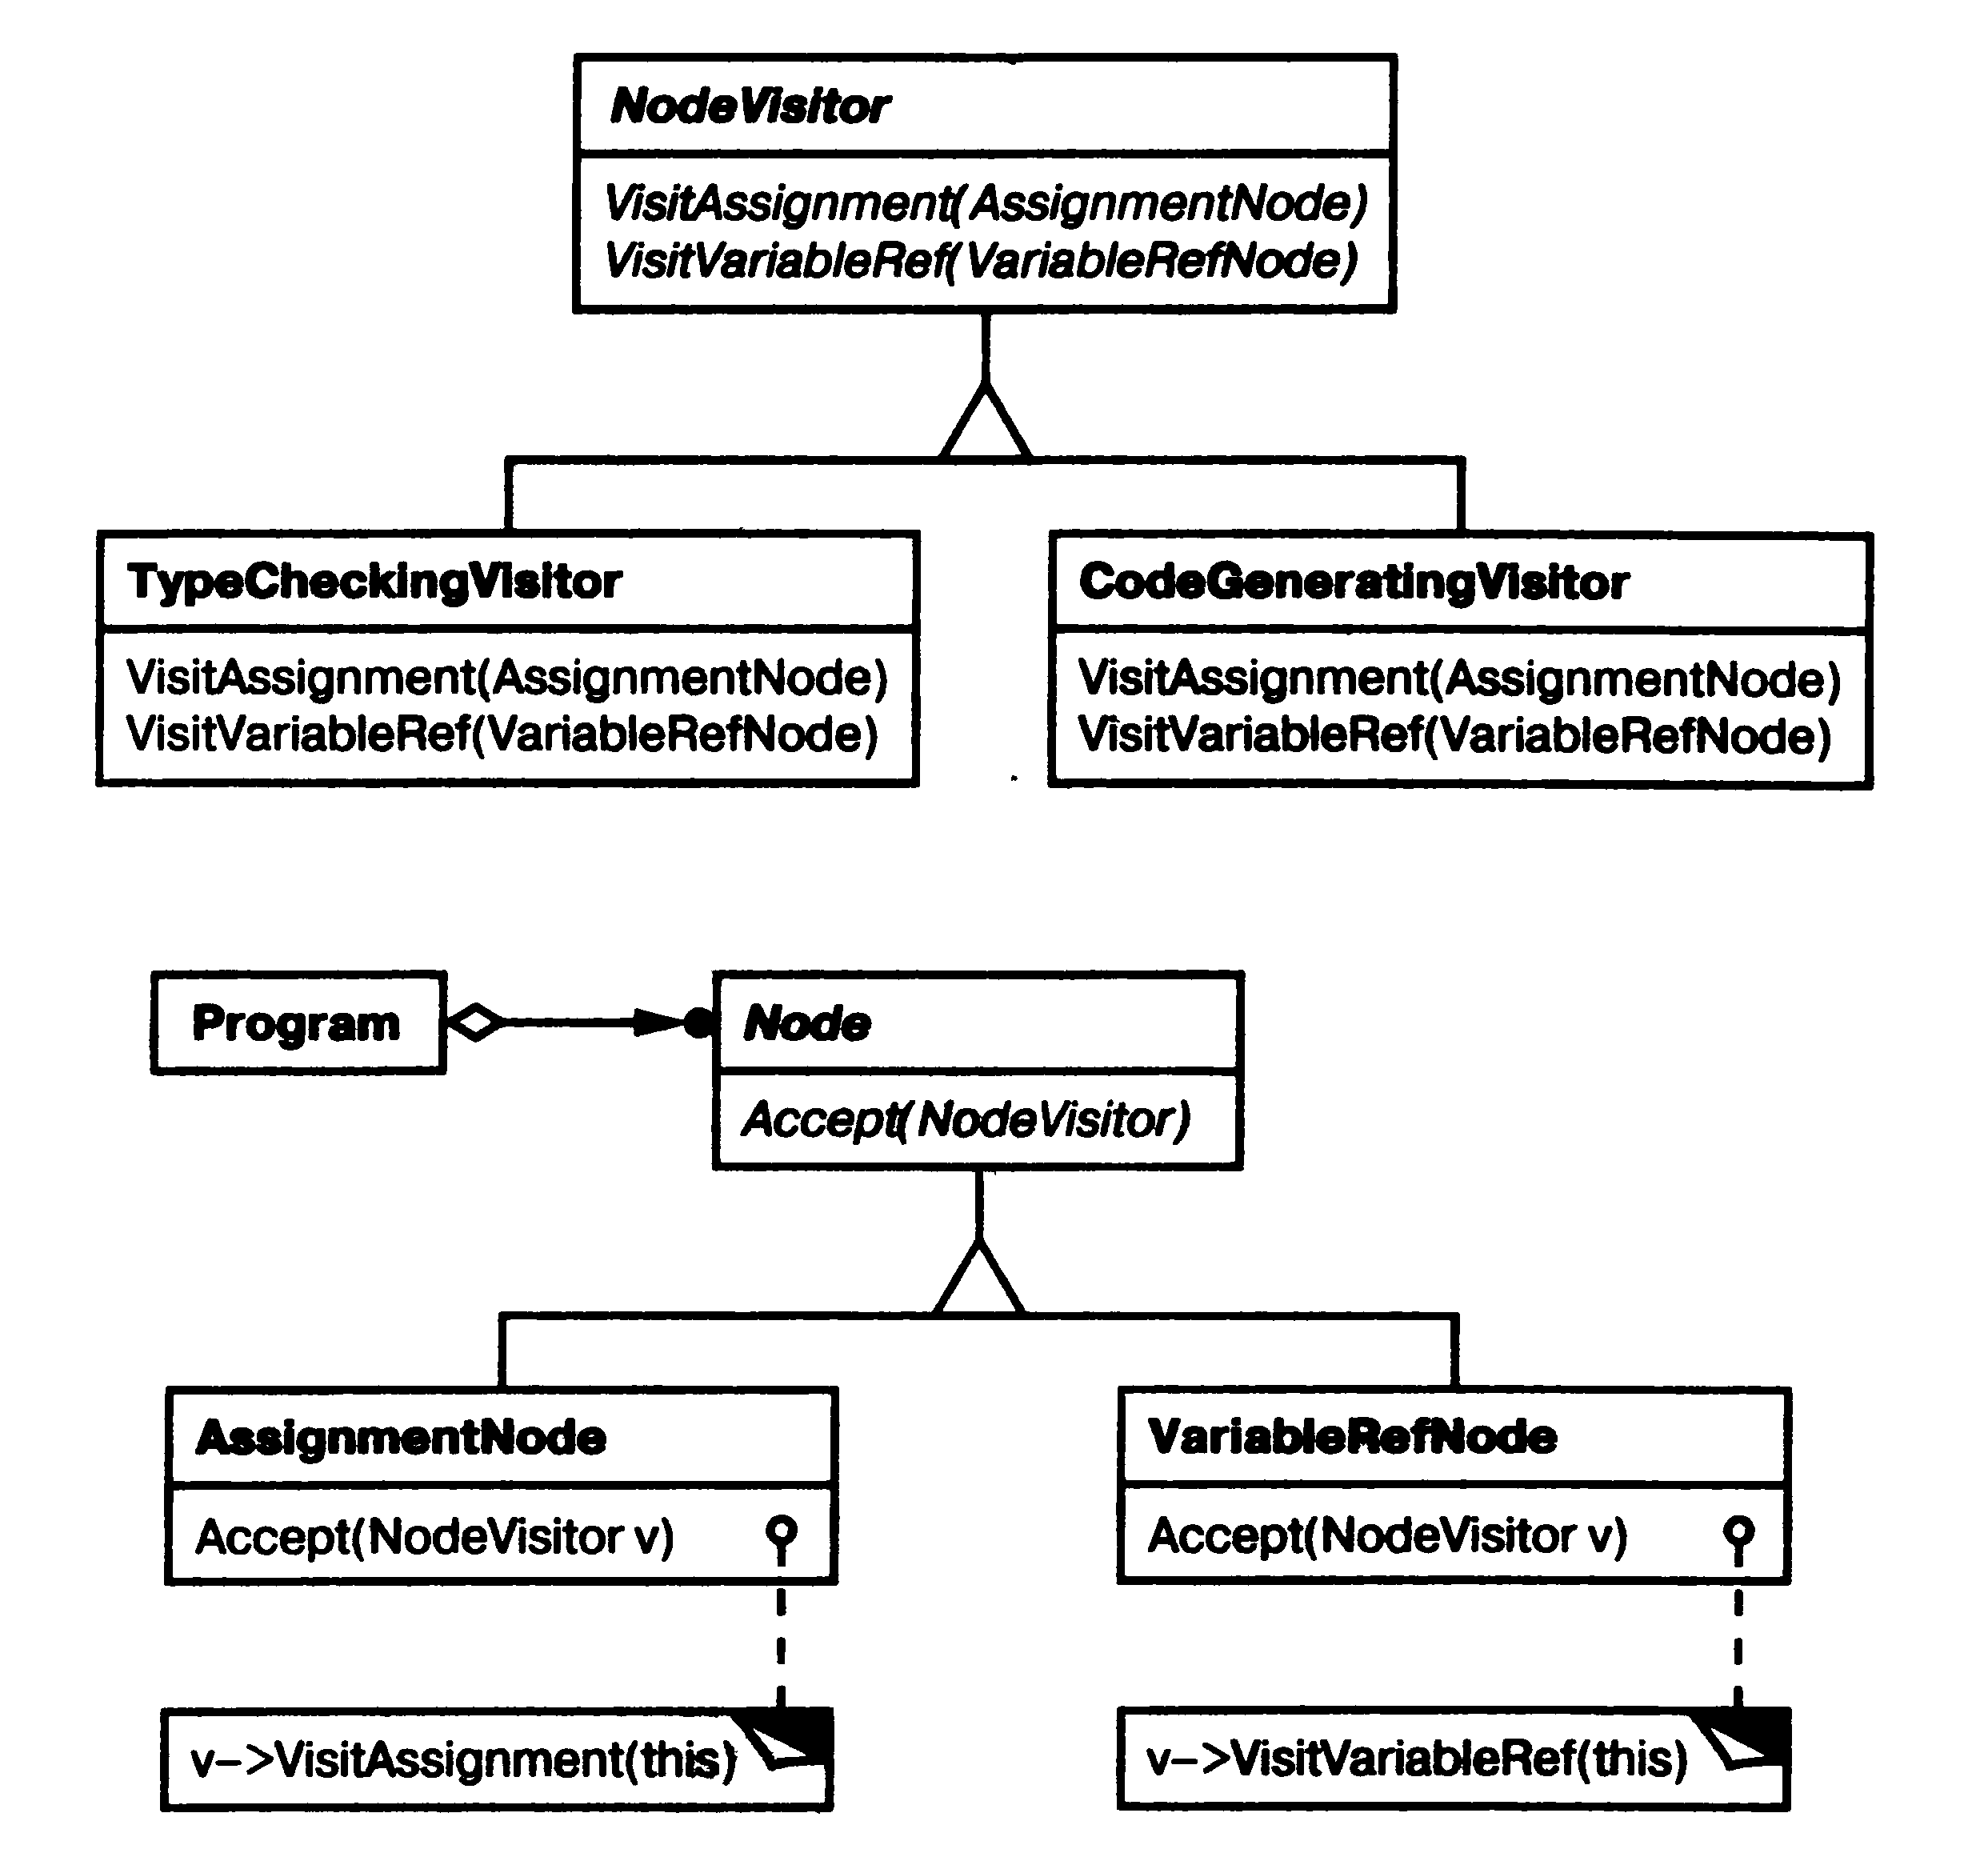 NodeVisitor
VisitAssignment(AssignmentNode)
VisitVariableRef(VariableRefNode)
TypeCheckingVisitor
VisitAssignment(AssignmentNode)
VisitVariableRef(VariableRefNode)
CodeGeneratingVisitor
VisitAssignment(AssignmentNode)
VisitVariableRef(VariableRefNode)
Program
Node
Accept(NodeVisitor)
AssignmentNode
Accept(NodeVisitor v)
v->VisitAssignment(this)
VariableRefNode
Accept(NodeVisitor v)
v->VisitVariableRef(this)